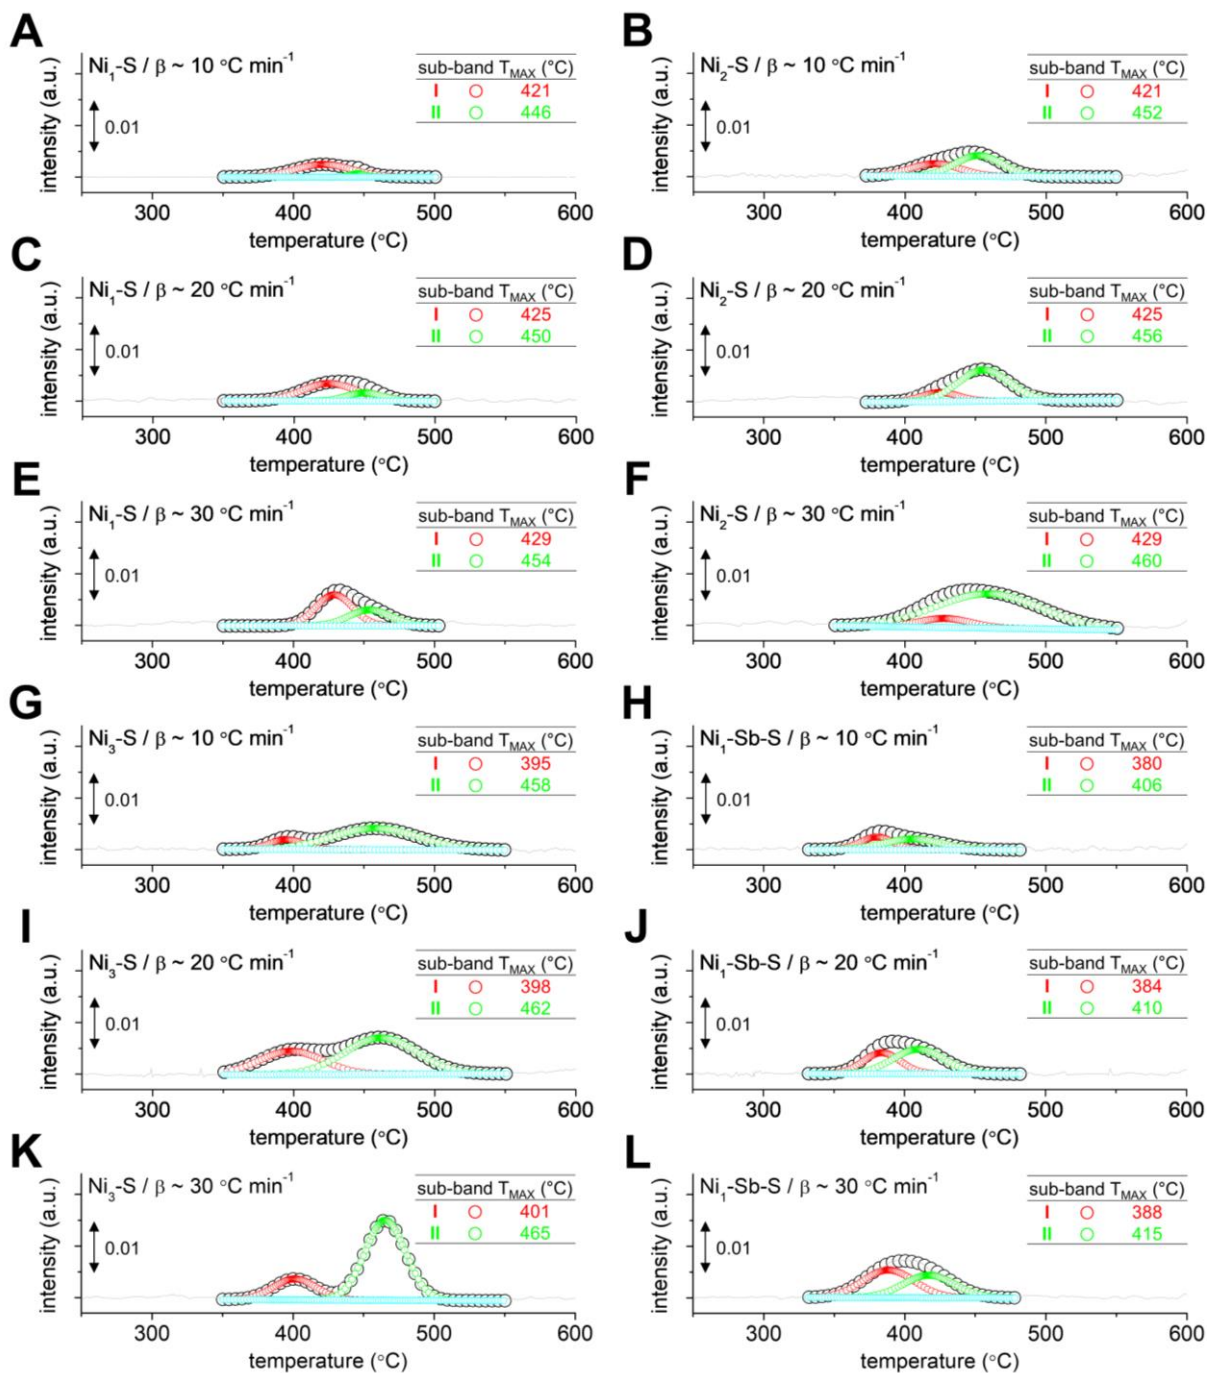 A
Ni1-S / β ~ 10 °C min-1
sub-band TMAX (°C)
I 421
II 446
0.01
intensity (a.u.)
300 400 500 600
temperature (°C)
B
Ni2-S / β ~ 10 °C min-1
sub-band TMAX (°C)
I 421
II 452
0.01
intensity (a.u.)
300 400 500 600
temperature (°C)
C
Ni1-S / β ~ 20 °C min-1
sub-band TMAX (°C)
I 425
II 450
0.01
intensity (a.u.)
300 400 500 600
temperature (°C)
D
Ni2-S / β ~ 20 °C min-1
sub-band TMAX (°C)
I 425
II 456
0.01
intensity (a.u.)
300 400 500 600
temperature (°C)
E
Ni1-S / β ~ 30 °C min-1
sub-band TMAX (°C)
I 429
II 454
0.01
intensity (a.u.)
300 400 500 600
temperature (°C)
F
Ni2-S / β ~ 30 °C min-1
sub-band TMAX (°C)
I 429
II 460
0.01
intensity (a.u.)
300 400 500 600
temperature (°C)
G
Ni3-S / β ~ 10 °C min-1
sub-band TMAX (°C)
I 395
II 458
0.01
intensity (a.u.)
300 400 500 600
temperature (°C)
H
Ni1-Sb-S / β ~ 10 °C min-1
sub-band TMAX (°C)
I 380
II 406
0.01
intensity (a.u.)
300 400 500 600
temperature (°C)
I
Ni3-S / β ~ 20 °C min-1
sub-band TMAX (°C)
I 398
II 462
0.01
intensity (a.u.)
300 400 500 600
temperature (°C)
J
Ni1-Sb-S / β ~ 20 °C min-1
sub-band TMAX (°C)
I 384
II 410
0.01
intensity (a.u.)
300 400 500 600
temperature (°C)
K
Ni3-S / β ~ 30 °C min-1
sub-band TMAX (°C)
I 401
II 465
0.01
intensity (a.u.)
300 400 500 600
temperature (°C)
L
Ni1-Sb-S / β ~ 30 °C min-1
sub-band TMAX (°C)
I 388
II 415
0.01
intensity (a.u.)
300 400 500 600
temperature (°C)